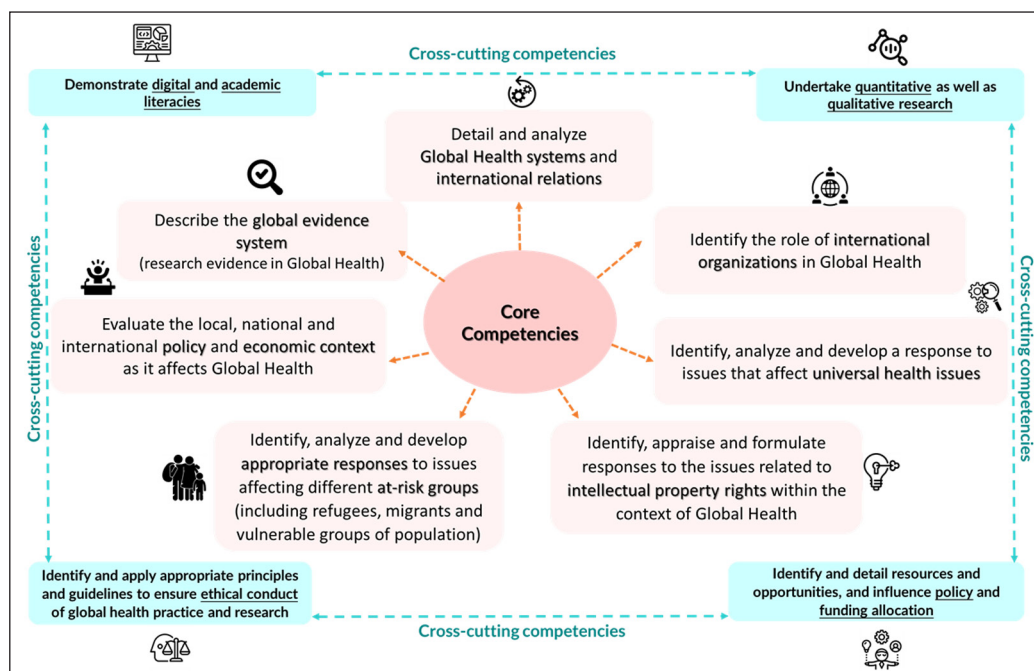 Cross-cutting competencies
Demonstrate digital and academic
literacies
Undertake quantitative as well as
qualitative research
Detail and analyze
Global Health systems and
international relations
Describe the global evidence
system
(research evidence in Global Health)
Identify the role of international
organizations in Global Health
Cross-cutting competencies
Core
Competencies
Cross-cutting competencies
Evaluate the local, national and
international policy and economic context
as it affects Global Health
Identify, analyze and develop a response to
issues that affect universal health issues
Identify, analyze and develop
appropriate responses to issues
affecting different at-risk groups
(including refugees, migrants and
vulnerable groups of population)
Identify, appraise and formulate
responses to the issues related to
intellectual property rights within the
context of Global Health
Identify and apply appropriate principles
and guidelines to ensure ethical conduct
of global health practice and research
Identify and detail resources and
opportunities, and influence policy and
funding allocation
Cross-cutting competencies